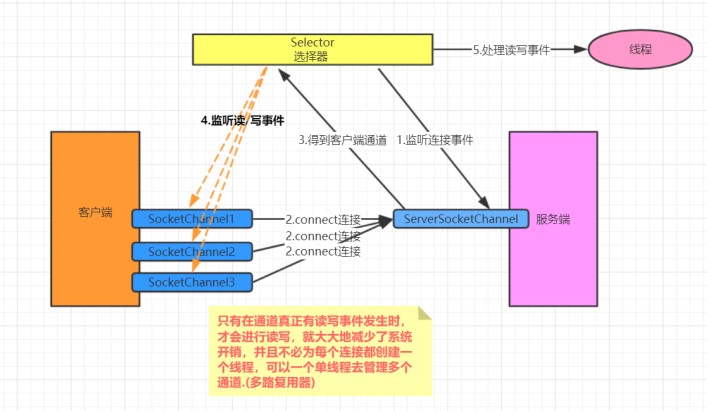 Selector
选择器
5.处理读写事件
线程
4.监听读/写事件
3.得到客户端通道
1.监听连接事件
客户端
SocketChannel1
2.connect连接
ServerSocketChannel
服务端
2.connect连接
SocketChannel2
2.connect连接
SocketChannel3
只有在通道真正有读写事件发生时，
才会进行读写，就大大地减少了系统
开销，并且不必为每个连接都创建一
个线程，可以一个单线程去管理多个
通道.(多路复用器)